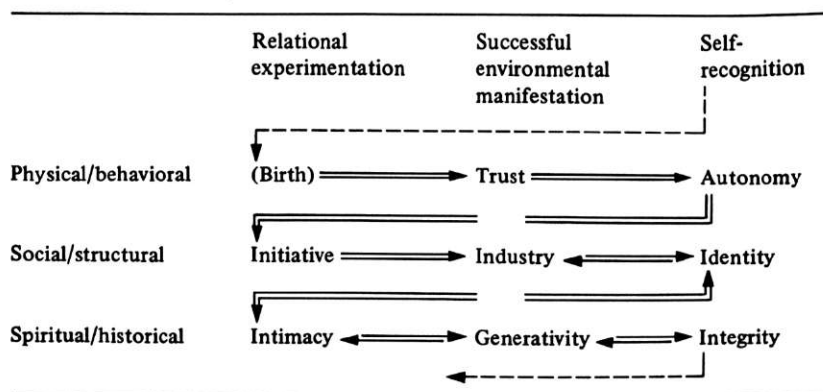 Relational Successful Self-
experimentation environmental recognition
manifestation
Physical/behavioral (Birth) Trust Autonomy
Social/structural Initiative Industry Identity
Spiritual/historical Intimacy Generativity Integrity